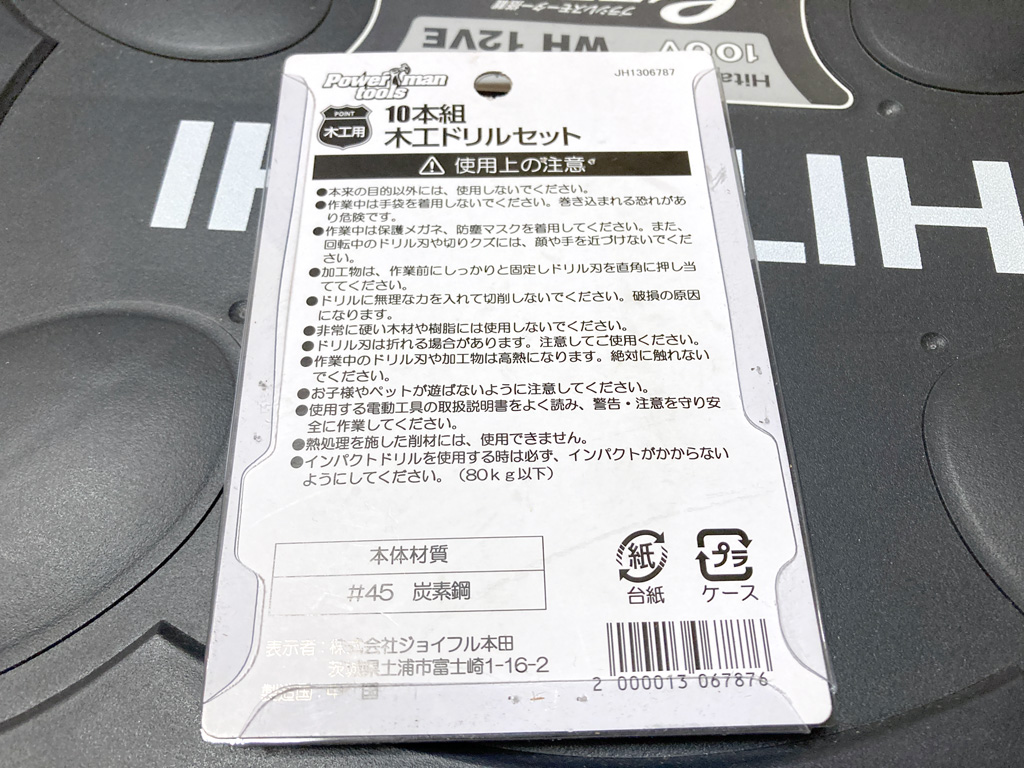 ブラシレスモーター搭載
100V
WH 12VE
Hita
HI
Power man tools
JH1306787
POINT
木工用
10本組
木工ドリルセット
使用上の注意
●本来の目的以外には、使用しないでください。
●作業中は手袋を着用しないでください。巻き込まれる恐れがあ
り危険です。
●作業中は保護メガネ、防塵マスクを着用してください。また、
回転中のドリル刃や切りクズには、顔や手を近づけないでくだ
さい。
●加工物は、作業前にしっかりと固定しドリル刃を直角に押し当
ててください。
●ドリルに無理な力を入れて切削しないでください。破損の原因
になります。
●非常に硬い木材や樹脂には使用しないでください。
●ドリル刃は折れる場合があります。注意してご使用ください。
●作業中のドリル刃や加工物は高熱になります。絶対に触れない
でください。
●お子様やペットが遊ばないように注意してください。
●使用する電動工具の取扱説明書をよく読み、警告・注意を守り安
全に作業してください。
●熱処理を施した削材には、使用できません。
●インパクトドリルを使用する時は必ず、インパクトがかからない
ようにしてください。（80kg以下）
本体材質
#45 炭素鋼
紙
台紙
プラ
ケース
表示者：株式会社ジョイフル本田
茨城県土浦市富士崎1-16-2
2 000013 067876